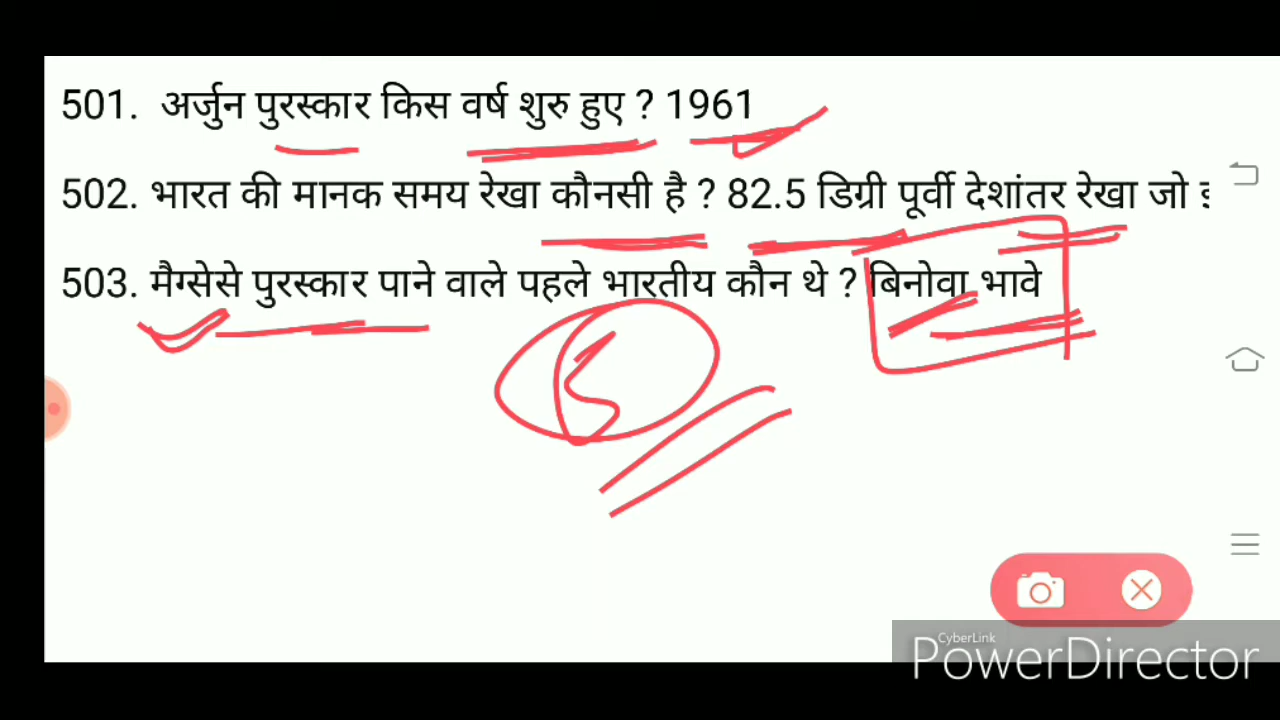 501. अर्जुन पुरस्कार किस वर्ष शुरु हुए ? 1961
502. भारत की मानक समय रेखा कौनसी है ? 82.5 डिग्री पूर्वी देशांतर रेखा जो
503. मैग्सेसे पुरस्कार पाने वाले पहले भारतीय कौन थे ? बिनोवा भावे
CyberLink
PowerDirector